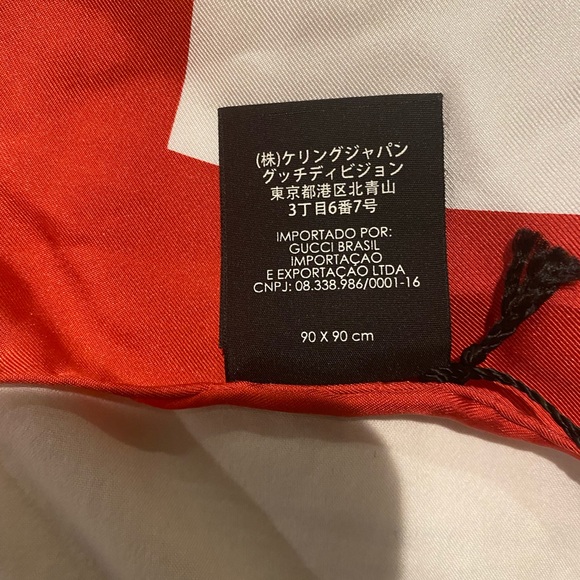 (株)ケリングジャパン
グッチディビジョン
東京都港区北青山
3丁目6番7号
IMPORTADO POR:
GUCCI BRASIL
IMPORTAÇAO
E EXPORTAÇÃO LTDA
CNPJ: 08.338.986/0001-16
90 X 90 cm